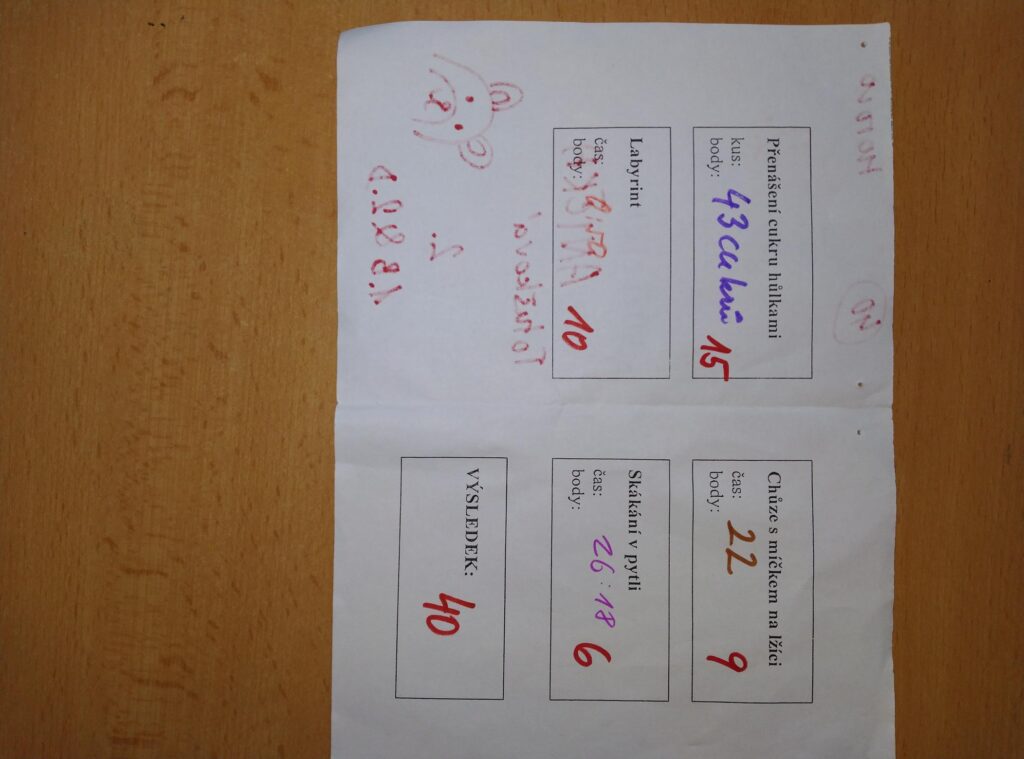 Přenášení cukru hůlkami
kus: 43 cukrů
body: 15
Chůze s míčkem na lžíci
čas: 22
body: 9
Labyrint
čas:
body: 10
Skákání v pytli
čas: 26:18
body: 6
VÝSLEDEK:
40